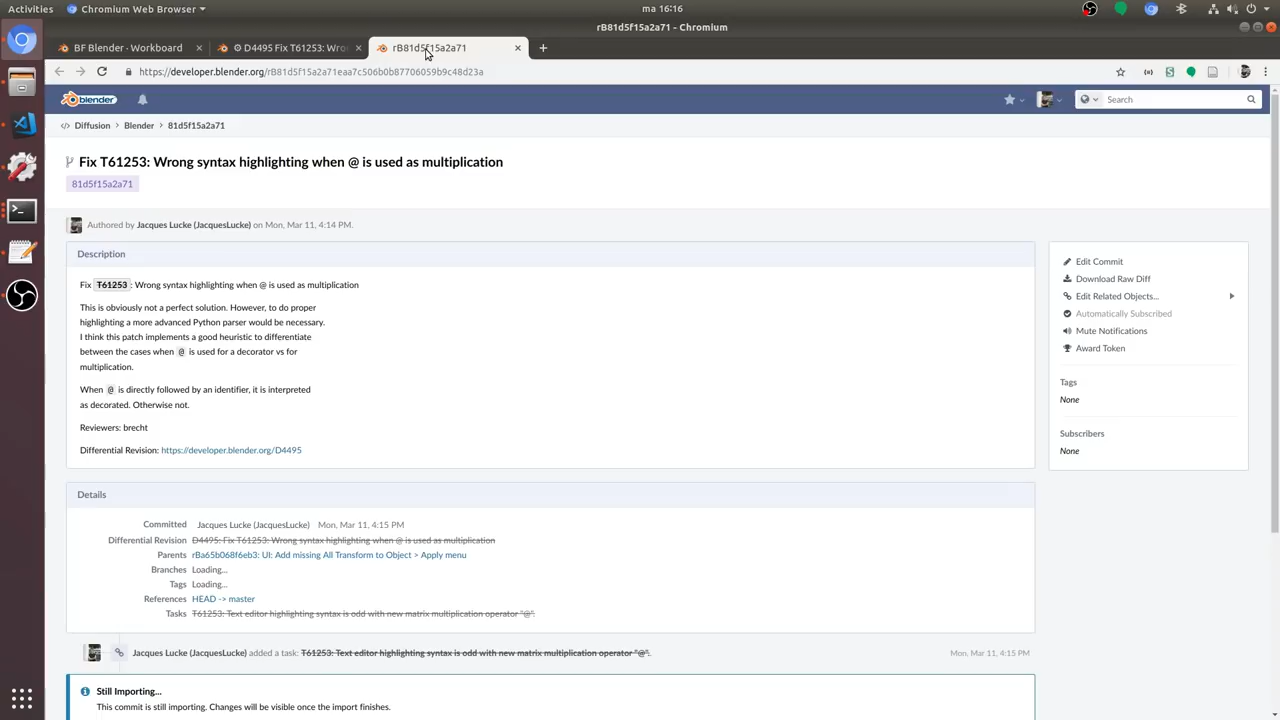 Activities
Chromium Web Browser
ma 16:16
rB81d5f15a2a71 - Chromium
BF Blender · Workboard
D4495 Fix T61253: Wron
rB81d5f15a2a71
https://developer.blender.org/rB81d5f15a2a71eaa7c506b0b87706059b9c48d23a
blender
Search
Diffusion
Blender
81d5f15a2a71
Fix T61253: Wrong syntax highlighting when @ is used as multiplication
81d5f15a2a71
Authored by Jacques Lucke (JacquesLucke) on Mon, Mar 11, 4:14 PM.
Description
Fix T61253: Wrong syntax highlighting when @ is used as multiplication
This is obviously not a perfect solution. However, to do proper
highlighting a more advanced Python parser would be necessary.
I think this patch implements a good heuristic to differentiate
between the cases when @ is used for a decorator vs for
multiplication.
When @ is directly followed by an identifier, it is interpreted
as decorated. Otherwise not.
Reviewers: brecht
Differential Revision: https://developer.blender.org/D4495
Edit Commit
Download Raw Diff
Edit Related Objects...
Automatically Subscribed
Mute Notifications
Award Token
Tags
None
Subscribers
None
Details
Committed Jacques Lucke (JacquesLucke) Mon, Mar 11, 4:15 PM
Differential Revision D4495: Fix T61253: Wrong syntax highlighting when @ is used as multiplication
Parents rBa65b068f6eb3: UI: Add missing All Transform to Object > Apply menu
Branches Loading...
Tags Loading...
References HEAD -> master
Tasks T61253: Text editor highlighting syntax is odd with new matrix multiplication operator "@".
Jacques Lucke (JacquesLucke) added a task: T61253: Text editor highlighting syntax is odd with new matrix multiplication operator "@".
Mon, Mar 11, 4:15 PM
Still Importing...
This commit is still importing. Changes will be visible once the import finishes.